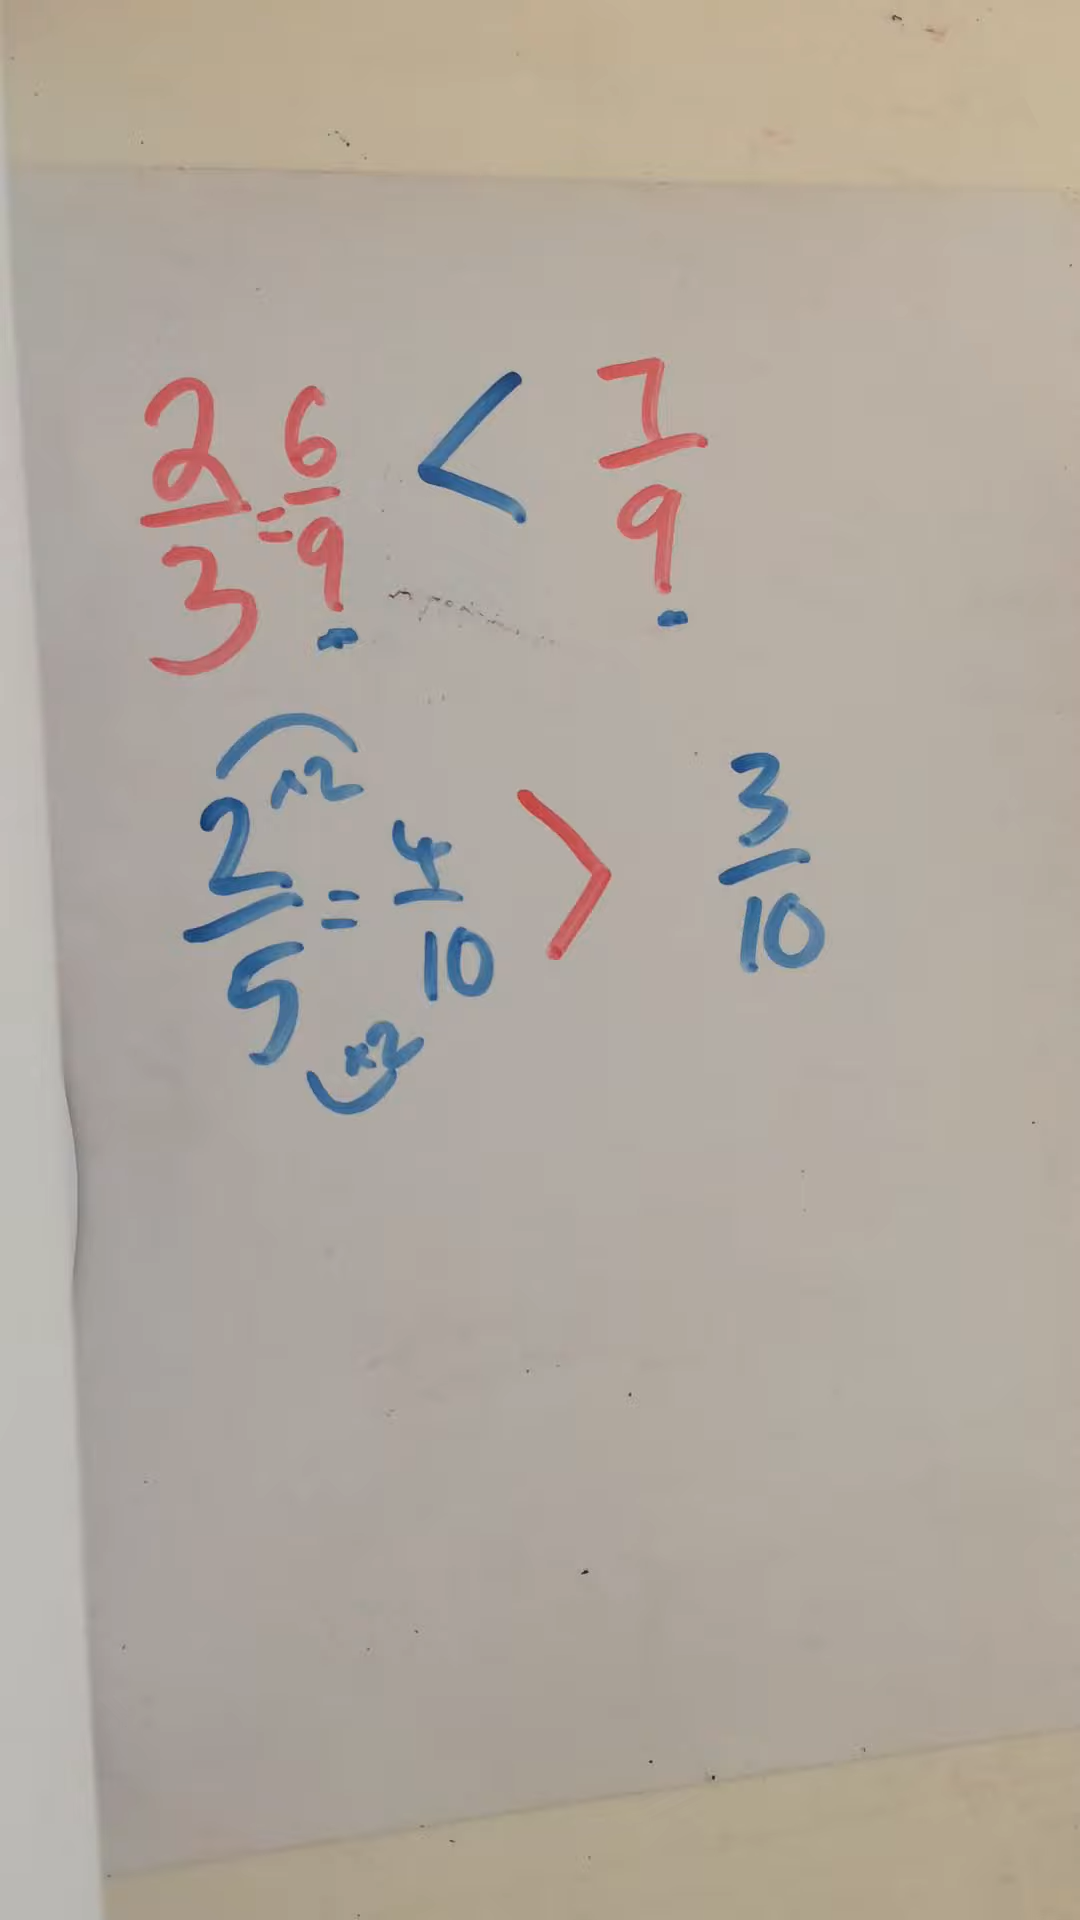 2/3 = 6/9 < 7/9
×2
2/5 = 4/10 > 3/10
×2